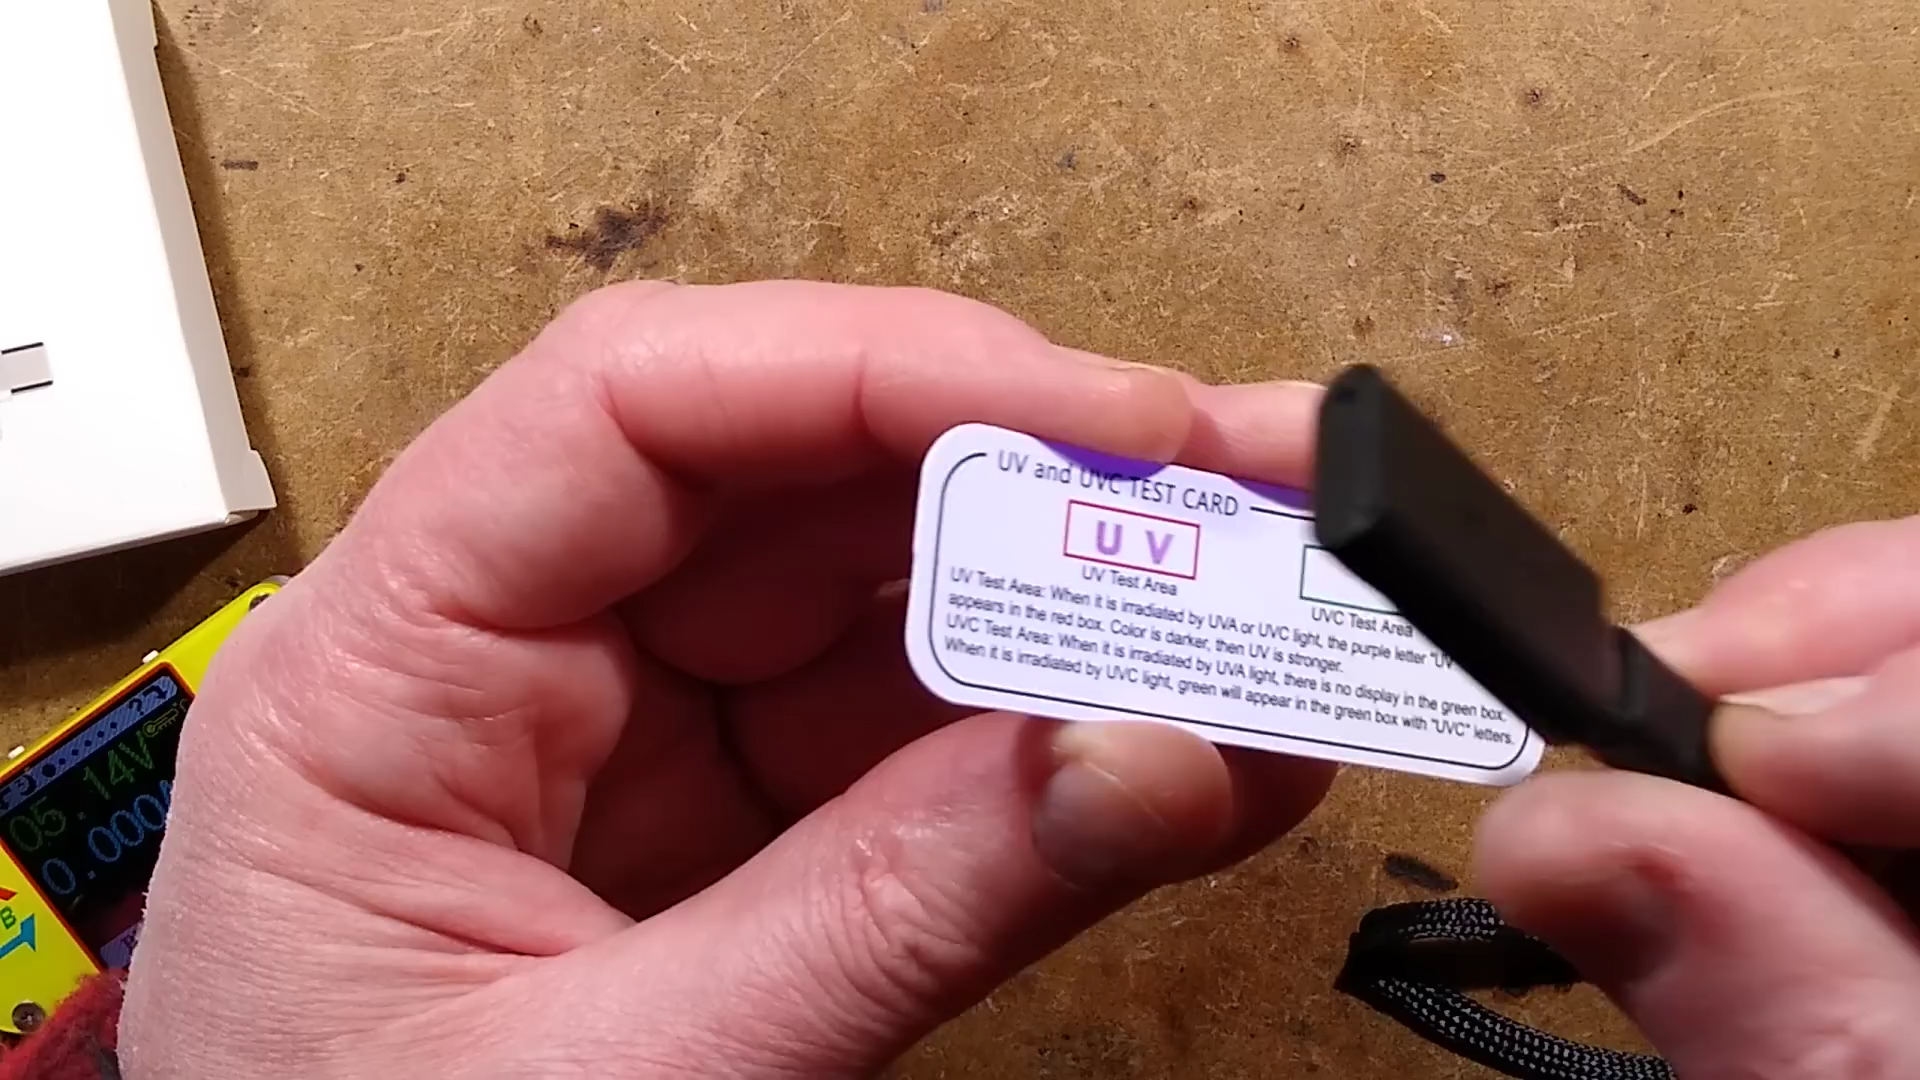 UV and UVC TEST CARD
U V
UV Test Area
UVC Test Area
UV Test Area: When it is irradiated by UVA or UVC light, the purple letter "UV
appears in the red box. Color is darker, then UV is stronger.
UVC Test Area: When it is irradiated by UVA light, there is no display in the green box.
When it is irradiated by UVC light, green will appear in the green box with "UVC" letters.
05.14V
0.000
B